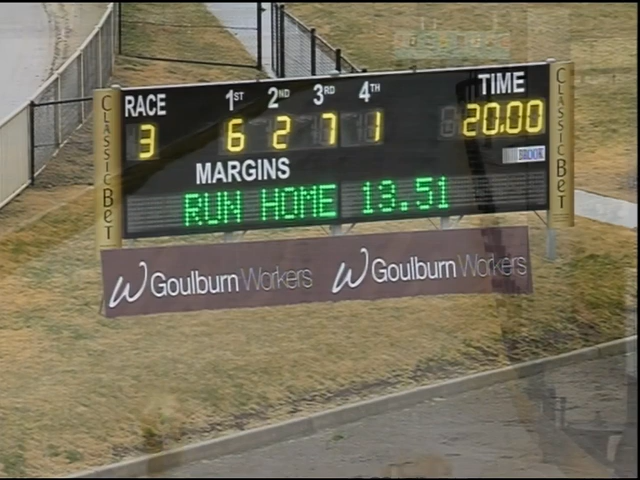 RACE 1ST 2ND 3RD 4TH TIME
3 6 2 7 1 20.00
MARGINS
RUN HOME 13.51
CLASSIC BET
CLASSIC BET
Goulburn Workers Goulburn Workers